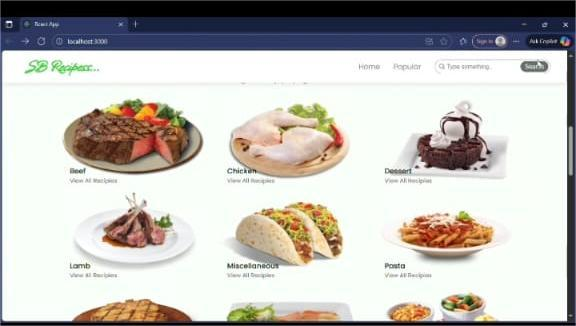 React App
localhost:3000
Sign in
Ask Copilot
SB Recipess...
Home
Popular
Type something...
Search
Beef
View All Recipies
Chicken
View All Recipies
Dessert
View All Recipies
Lamb
View All Recipies
Miscellaneous
View All Recipies
Pasta
View All Recipies